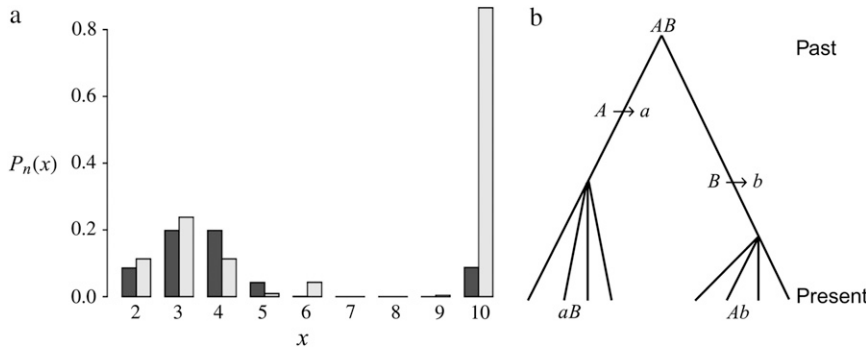 a
0.8
0.6
P_n(x)
0.4
0.2
0.0
2 3 4 5 6 7 8 9 10
x
b
AB
Past
A → a
B → b
Present
aB
Ab